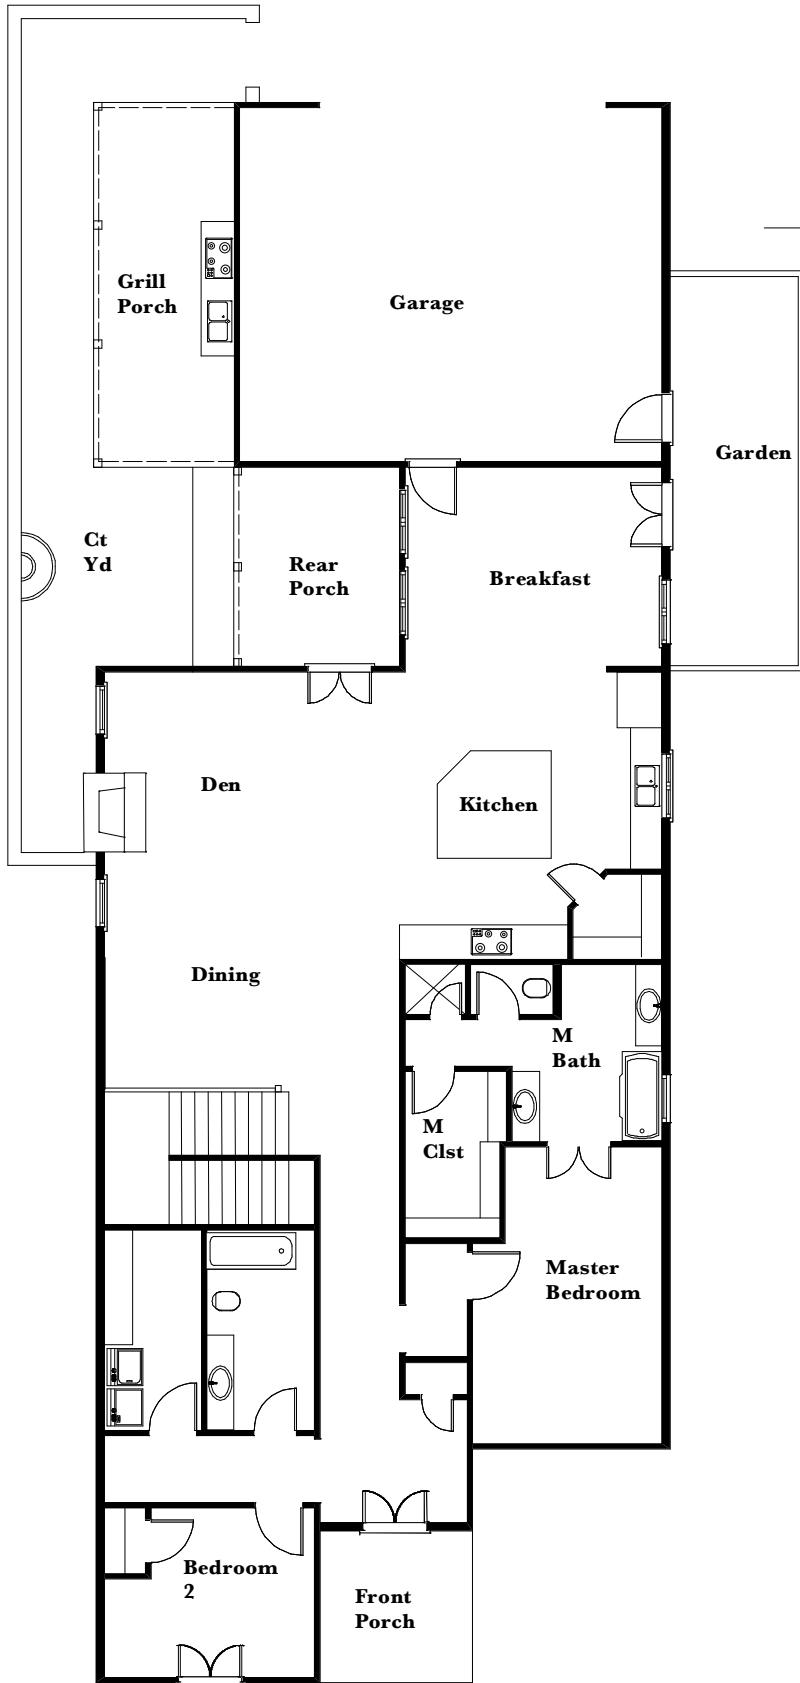 Grill
Porch
Garage
Garden
Ct
Yd
Rear
Porch
Breakfast
Den
Kitchen
Dining
M
Bath
M
Clst
Master
Bedroom
Bedroom
2
Front
Porch